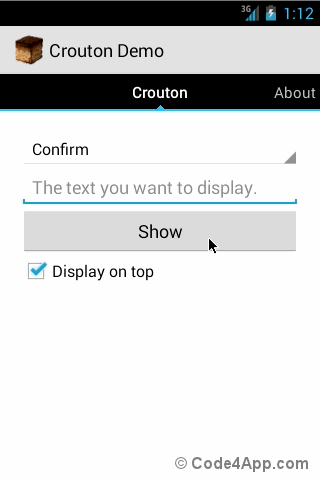 3G 1:12
Crouton Demo
Crouton About
Confirm
The text you want to display.
Show
Display on top
© Code4App.com